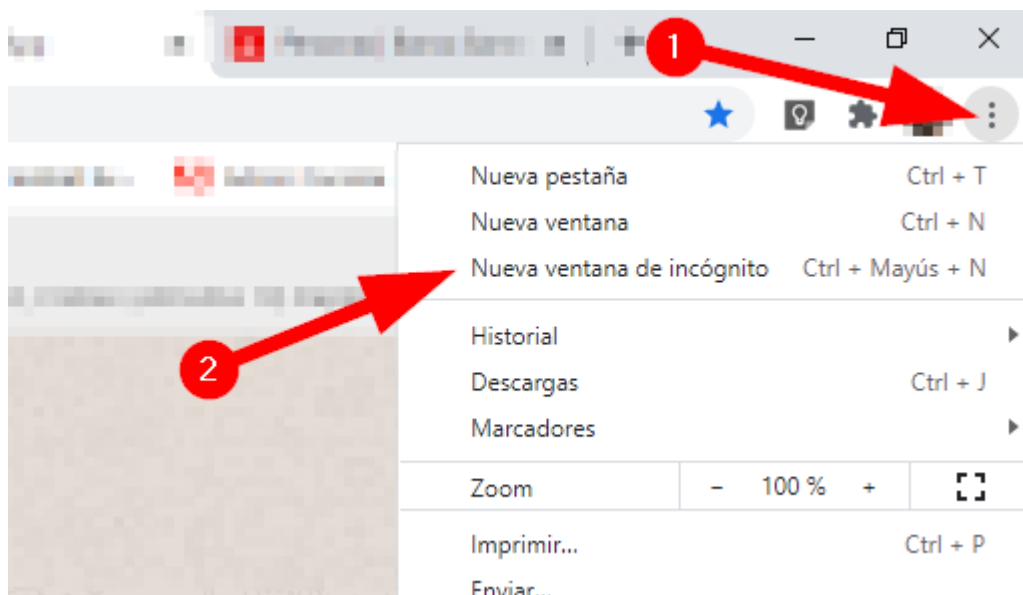 1
Nueva pestaña Ctrl + T
Nueva ventana Ctrl + N
Nueva ventana de incógnito Ctrl + Mayús + N
2
Historial
Descargas Ctrl + J
Marcadores
Zoom - 100 % +
Imprimir... Ctrl + P
Enviar...